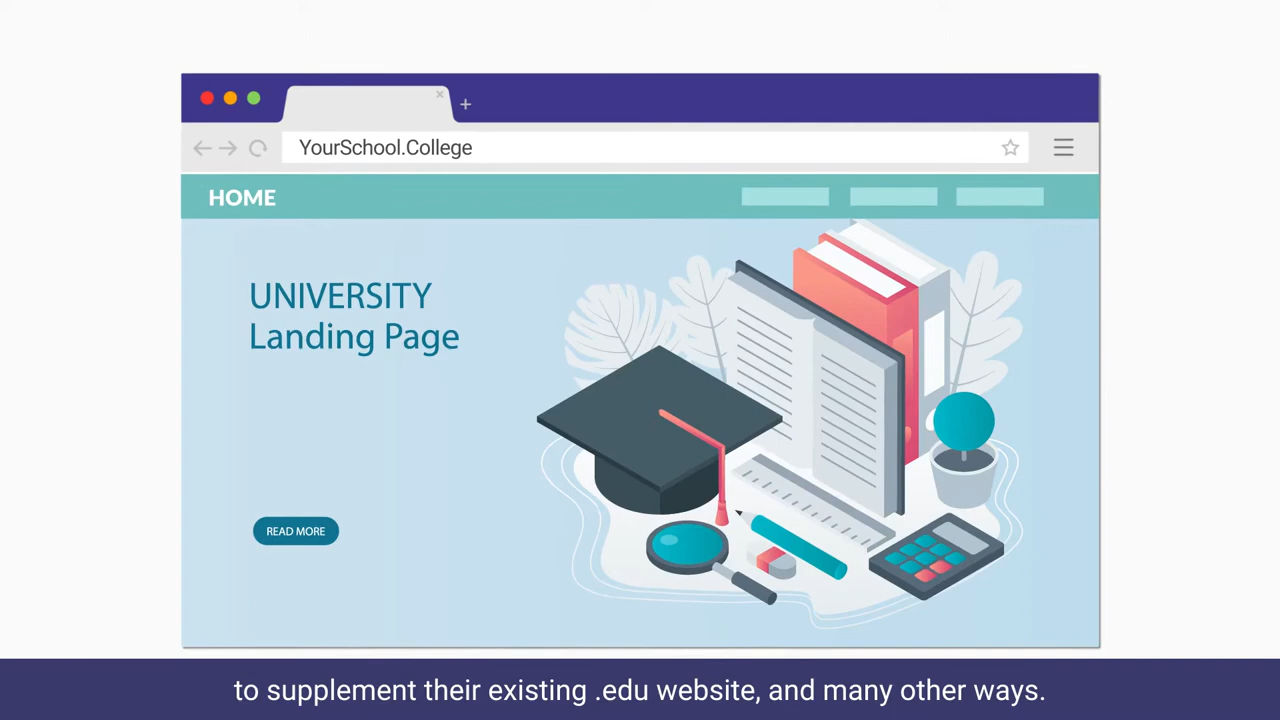 YourSchool.College
HOME
UNIVERSITY
Landing Page
READ MORE
to supplement their existing .edu website, and many other ways.